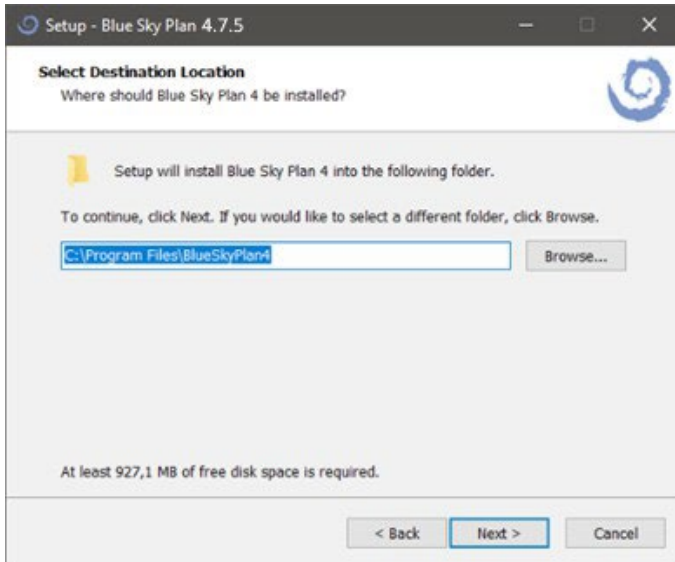 Setup - Blue Sky Plan 4.7.5
Select Destination Location
Where should Blue Sky Plan 4 be installed?
Setup will install Blue Sky Plan 4 into the following folder.
To continue, click Next. If you would like to select a different folder, click Browse.
C:\Program Files\BlueSkyPlan4
Browse...
At least 927,1 MB of free disk space is required.
< Back Next > Cancel